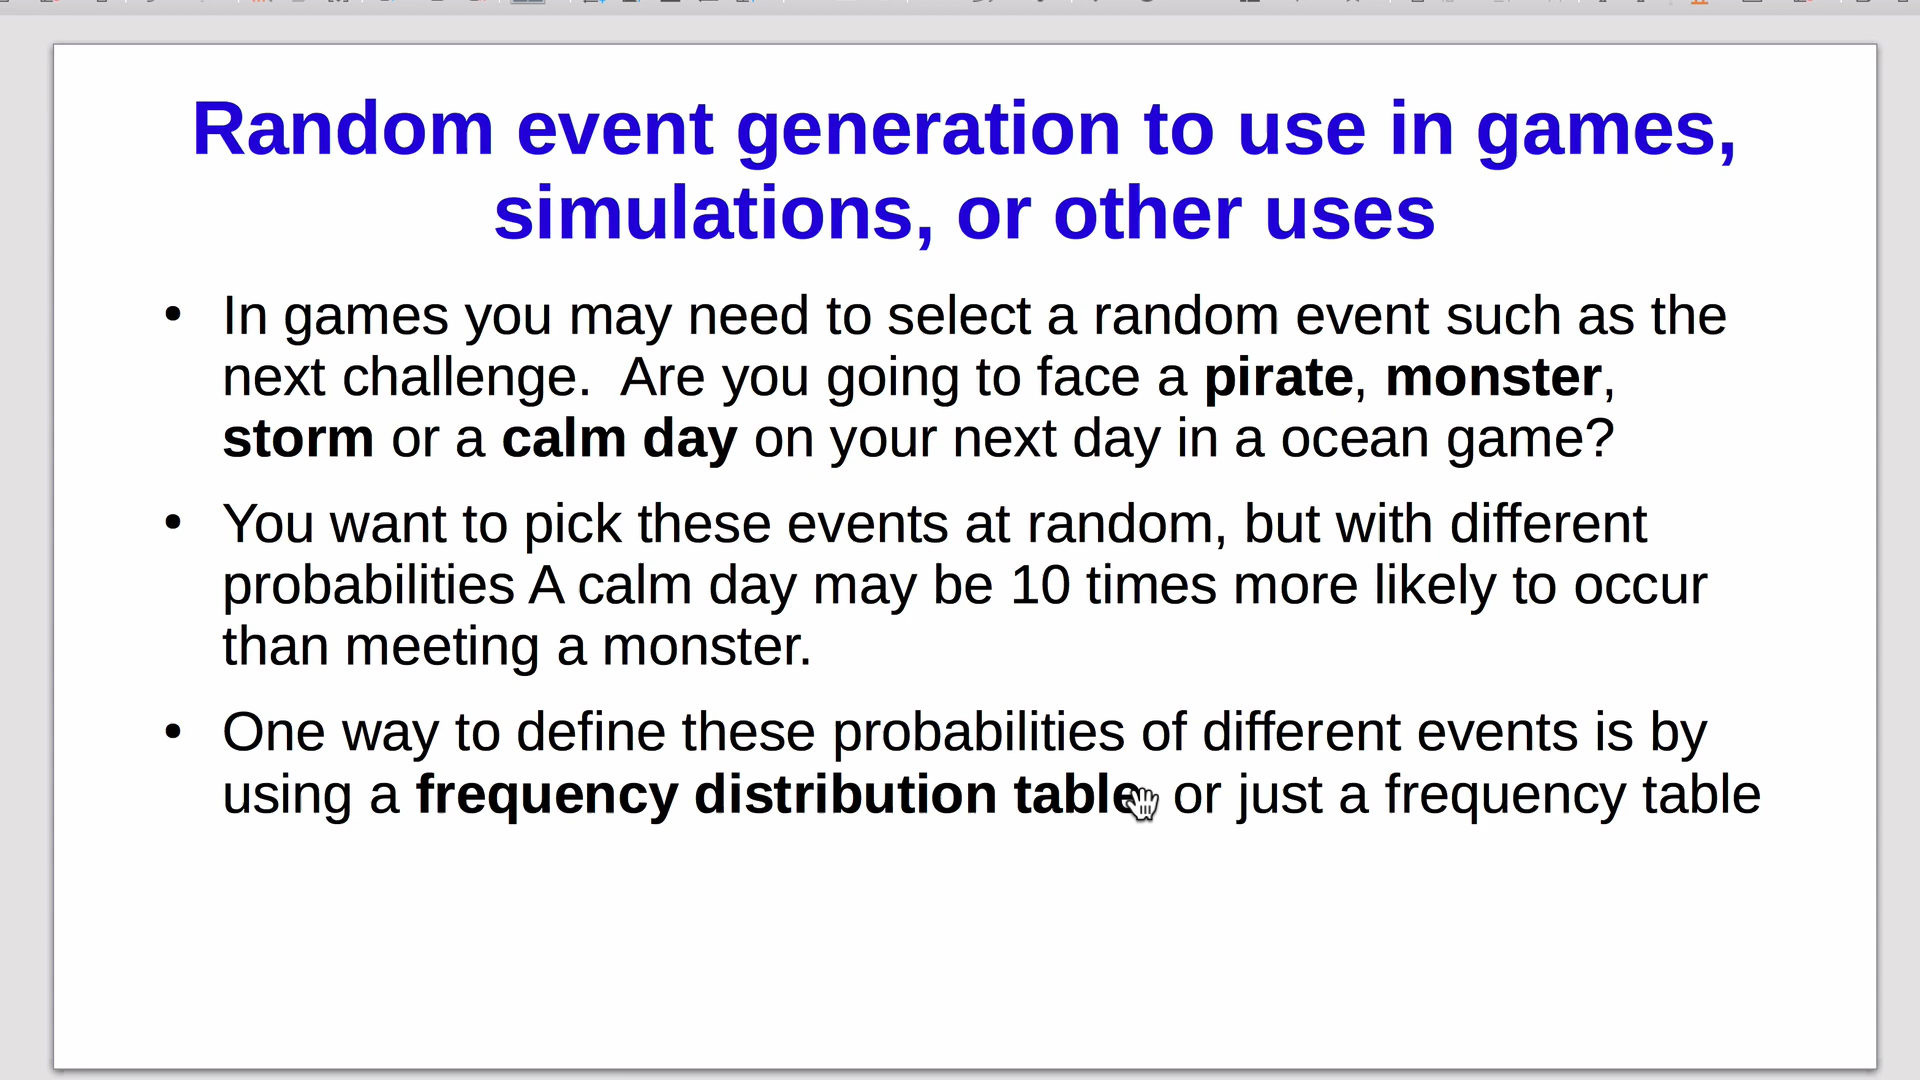 Random event generation to use in games,
simulations, or other uses
• In games you may need to select a random event such as the
next challenge.  Are you going to face a pirate, monster,
storm or a calm day on your next day in a ocean game?
• You want to pick these events at random, but with different
probabilities A calm day may be 10 times more likely to occur
than meeting a monster.
• One way to define these probabilities of different events is by
using a frequency distribution table or just a frequency table